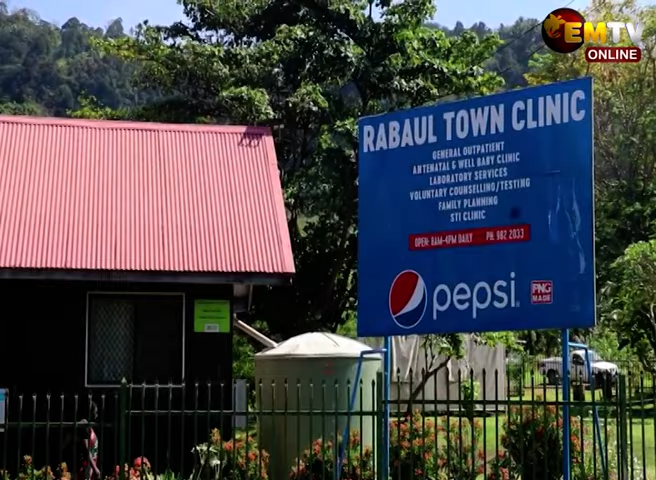 EMTV
ONLINE
RABAUL TOWN CLINIC
GENERAL OUTPATIENT
ANTENATAL & WELL BABY CLINIC
LABORATORY SERVICES
VOLUNTARY COUNSELLING/TESTING
FAMILY PLANNING
STI CLINIC
OPEN: 8AM-4PM DAILY PH: 982 2033
pepsi
PNG
MADE